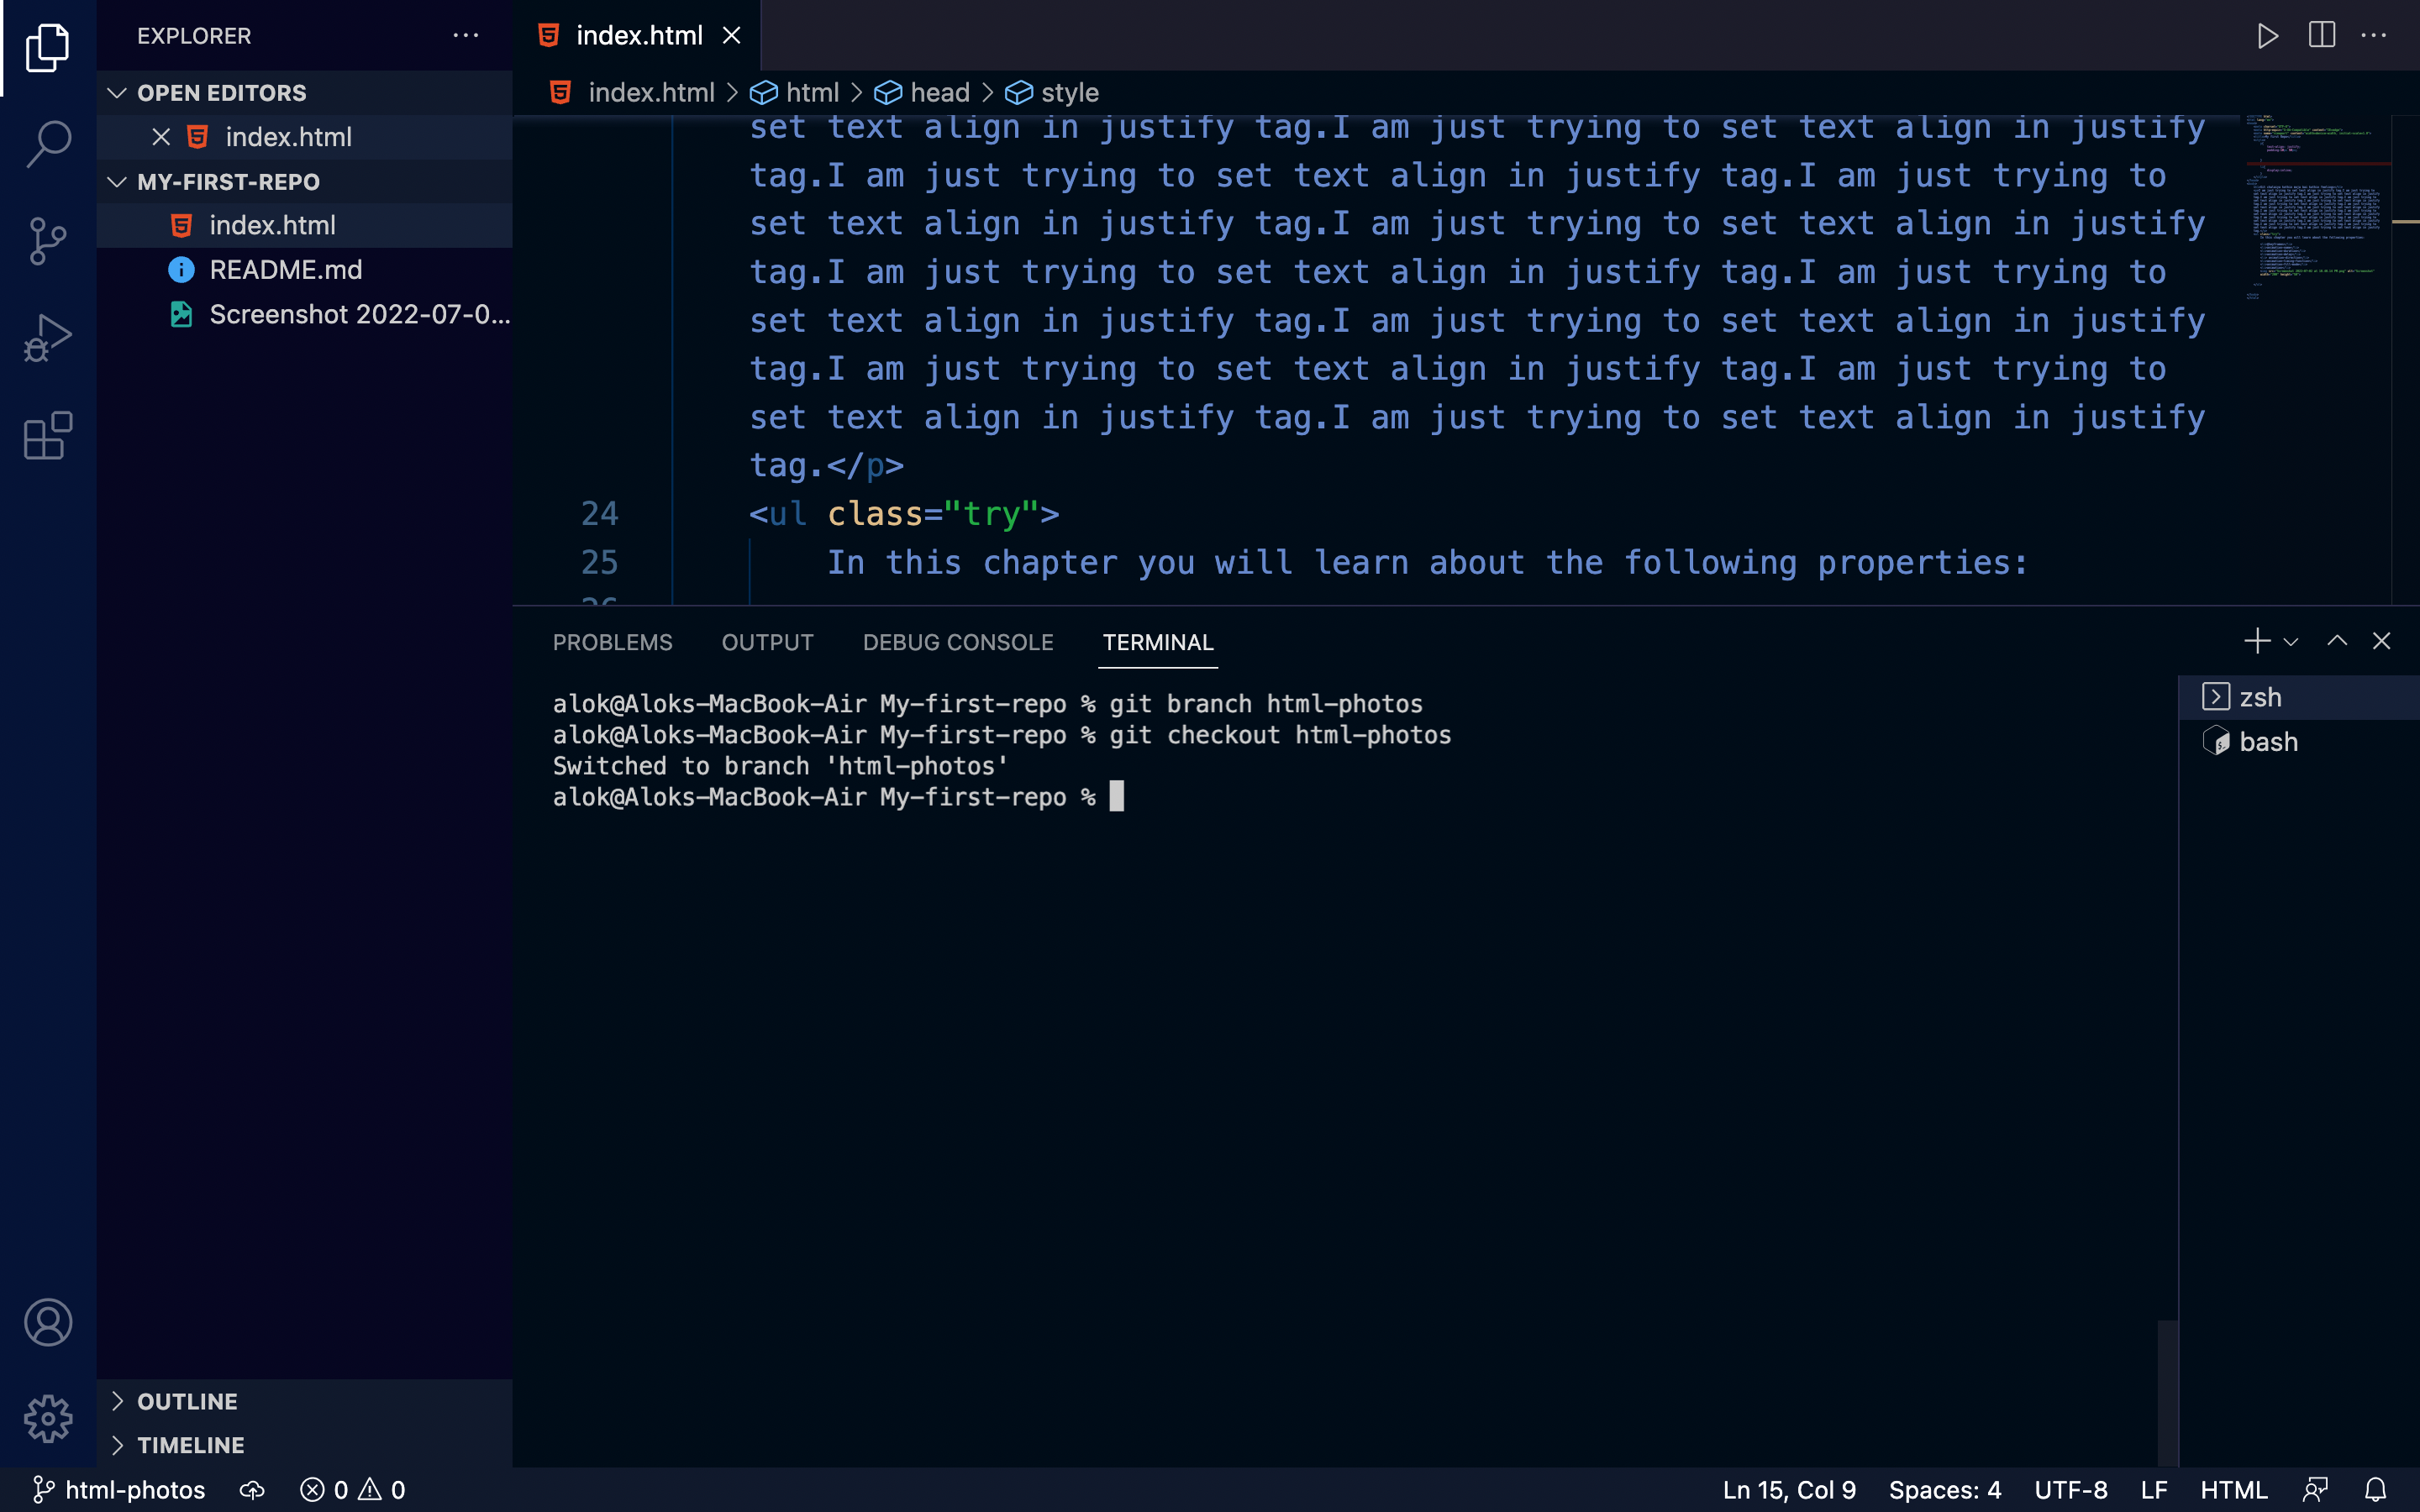 EXPLORER
OPEN EDITORS
index.html
MY-FIRST-REPO
index.html
README.md
Screenshot 2022-07-0...
OUTLINE
TIMELINE
index.html
index.html > html > head > style
set text align in justify tag.I am just trying to set text align in justify
tag.I am just trying to set text align in justify tag.I am just trying to
set text align in justify tag.I am just trying to set text align in justify
tag.I am just trying to set text align in justify tag.I am just trying to
set text align in justify tag.I am just trying to set text align in justify
tag.I am just trying to set text align in justify tag.I am just trying to
set text align in justify tag.I am just trying to set text align in justify
tag.</p>
24 <ul class="try">
25 In this chapter you will learn about the following properties:
PROBLEMS OUTPUT DEBUG CONSOLE TERMINAL
alok@Aloks-MacBook-Air My-first-repo % git branch html-photos
alok@Aloks-MacBook-Air My-first-repo % git checkout html-photos
Switched to branch 'html-photos'
alok@Aloks-MacBook-Air My-first-repo %
zsh
bash
html-photos 0 0 Ln 15, Col 9 Spaces: 4 UTF-8 LF HTML